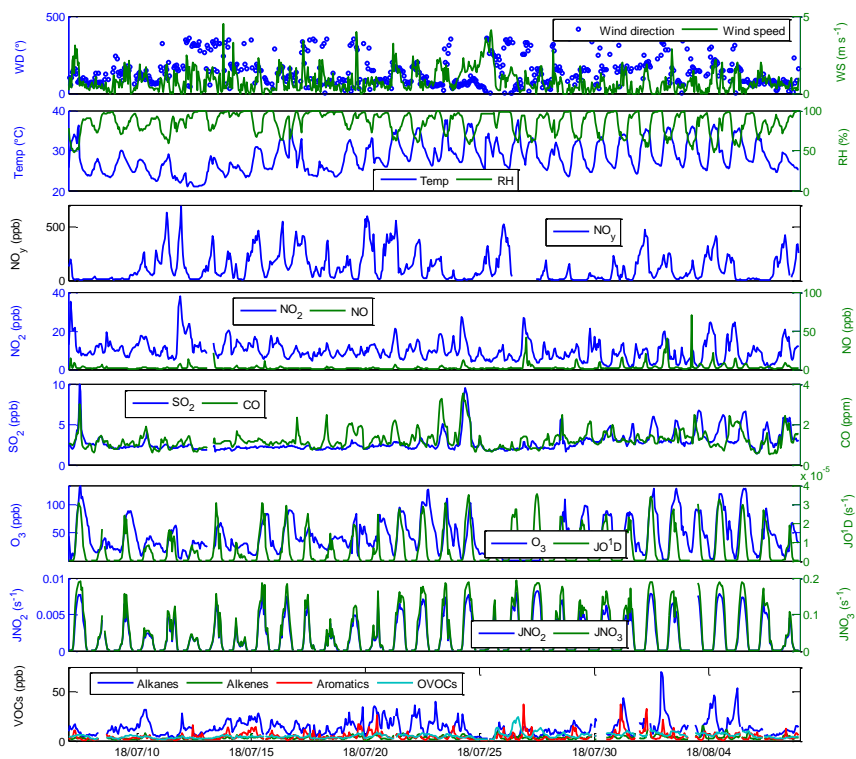 500
0
WD (°)
Wind direction
Wind speed
5
0
WS (m s⁻¹)
40
30
20
Temp (°C)
Temp
RH
100
50
0
RH (%)
500
0
NOy (ppb)
NOy
40
20
0
NO₂ (ppb)
NO₂
NO
100
50
0
NO (ppb)
10
5
0
SO₂ (ppb)
SO₂
CO
4
2
0
CO (ppm)
x 10⁻⁵
100
50
O₃ (ppb)
O₃
JO¹D
4
3
2
1
0
JO¹D (s⁻¹)
0.01
0.005
0
JNO₂ (s⁻¹)
JNO₂
JNO₃
0.2
0.1
0
JNO₃ (s⁻¹)
50
0
VOCs (ppb)
Alkanes
Alkenes
Aromatics
OVOCs
18/07/10
18/07/15
18/07/20
18/07/25
18/07/30
18/08/04